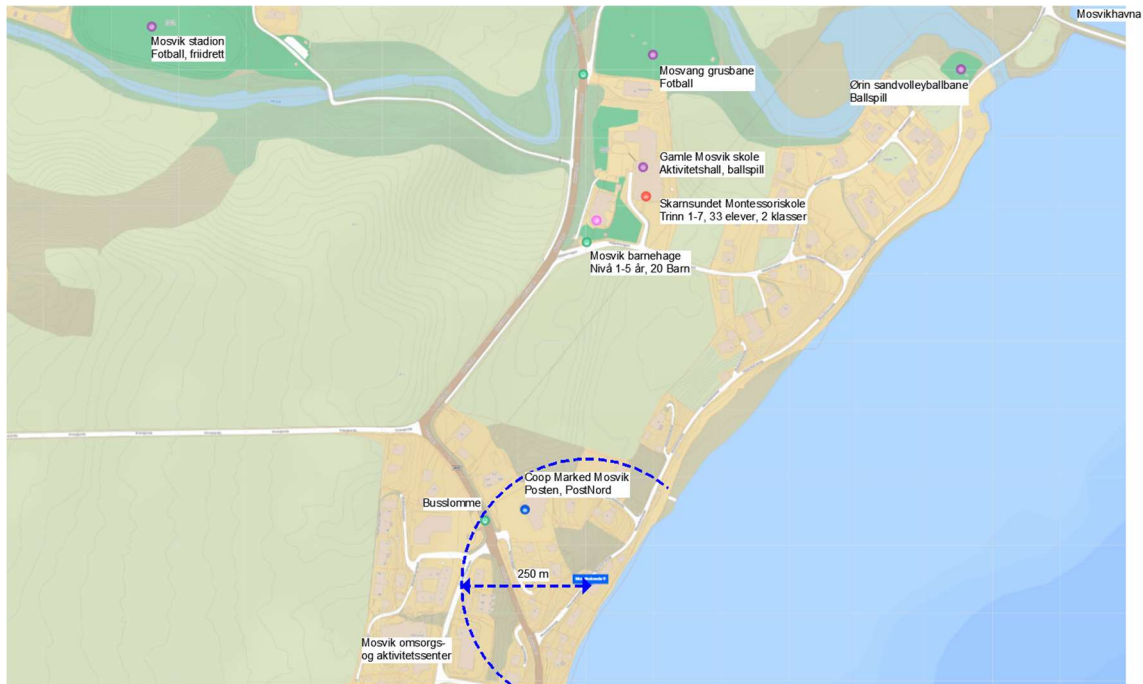 Mosvikhavna
Mosvik stadion
Fotball, friidrett
Mosvang grusbane
Fotball
Ørin sandvolleyballbane
Ballspill
Gamle Mosvik skole
Aktivitetshall, ballspill
Skarnsundet Montessoriskole
Trinn 1-7, 33 elever, 2 klasser
Mosvik barnehage
Nivå 1-5 år, 20 Barn
Coop Marked Mosvik
Posten, PostNord
Busslomme
250 m
Mosvik omsorgs-
og aktivitetssenter